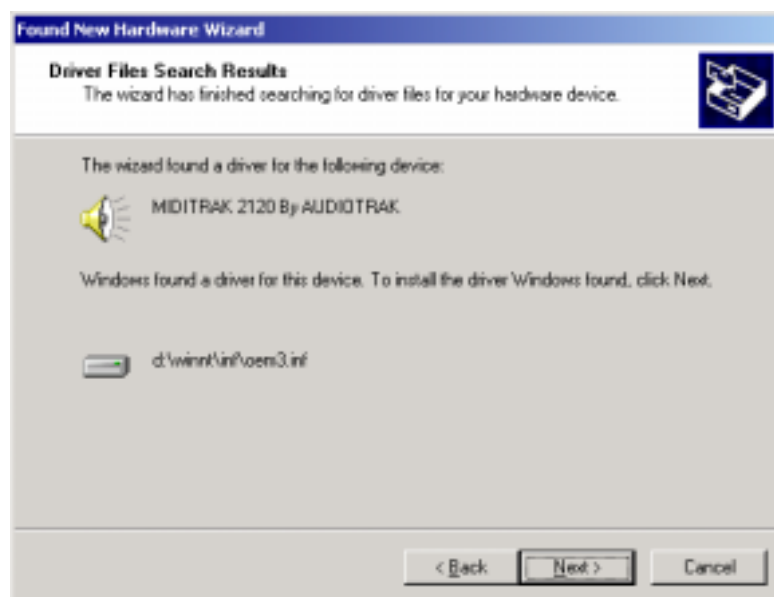 Found New Hardware Wizard
Driver Files Search Results
The wizard has finished searching for driver files for your hardware device.
The wizard found a driver for the following device:
MIDITRAK 2120 By AUDIOTRAK
Windows found a driver for this device. To install the driver Windows found, click Next.
d:\winnt\inf\oem3.inf
< Back
Next >
Cancel